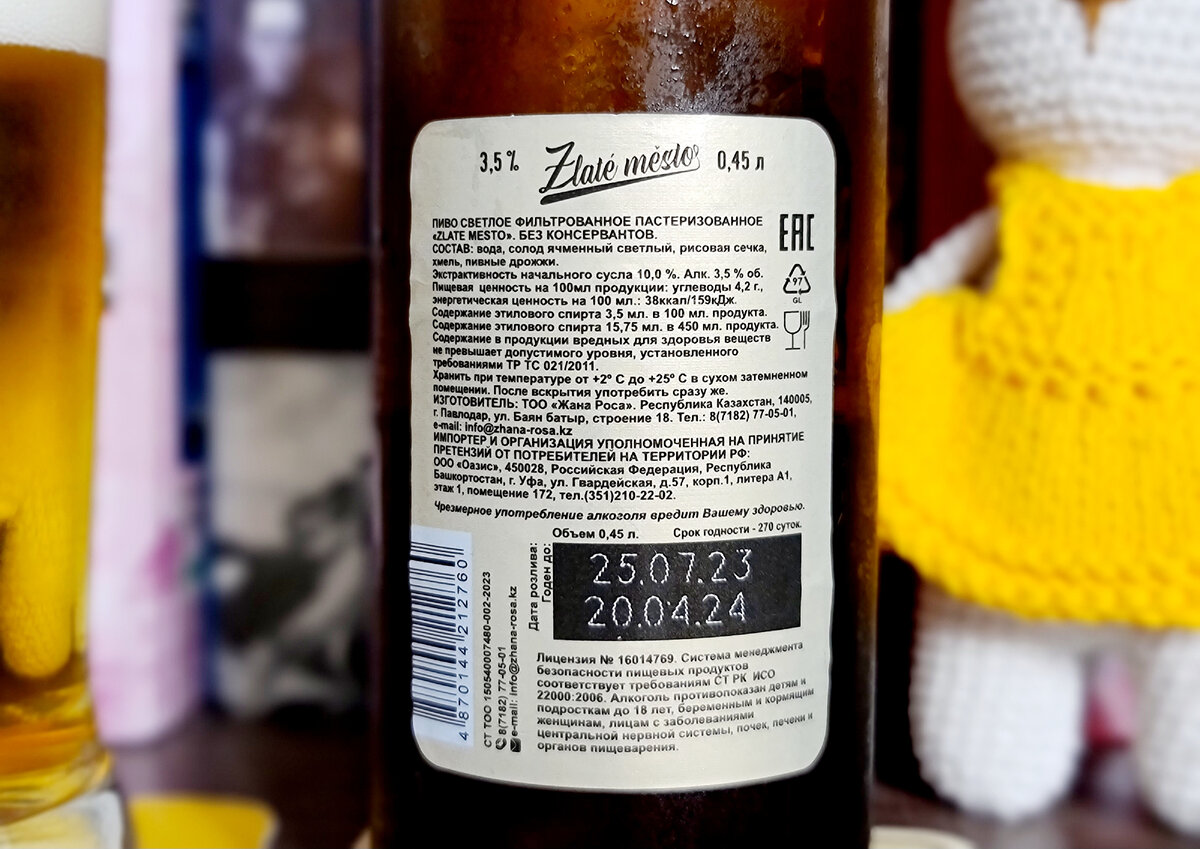 3,5 % Zlaté město 0,45 л
ПИВО СВЕТЛОЕ ФИЛЬТРОВАННОЕ ПАСТЕРИЗОВАННОЕ
«ZLATE MESTO». БЕЗ КОНСЕРВАНТОВ.
СОСТАВ: вода, солод ячменный светлый, рисовая сечка,
хмель, пивные дрожжи.
Экстрактивность начального сусла 10,0 %. Алк. 3,5 % об.
Пищевая ценность на 100мл продукции: углеводы 4,2 г.,
энергетическая ценность на 100 мл.: 38ккал/159кДж.
Содержание этилового спирта 3,5 мл. в 100 мл. продукта.
Содержание этилового спирта 15,75 мл. в 450 мл. продукта.
Содержание в продукции вредных для здоровья веществ
не превышает допустимого уровня, установленного
требованиями ТР ТС 021/2011.
Хранить при температуре от +2° С до +25° С в сухом затемненном
помещении. После вскрытия употребить сразу же.
ИЗГОТОВИТЕЛЬ: ТОО «Жана Роса». Республика Казахстан, 140005,
г. Павлодар, ул. Баян батыр, строение 18. Тел.: 8(7182) 77-05-01,
e-mail: info@zhana-rosa.kz
ИМПОРТЕР И ОРГАНИЗАЦИЯ УПОЛНОМОЧЕННАЯ НА ПРИНЯТИЕ
ПРЕТЕНЗИЙ ОТ ПОТРЕБИТЕЛЕЙ НА ТЕРРИТОРИИ РФ:
ООО «Оазис», 450028, Российская Федерация, Республика
Башкортостан, г. Уфа, ул. Гвардейская, д.57, корп.1, литера А1,
этаж 1, помещение 172, тел.(351)210-22-02.
Чрезмерное употребление алкоголя вредит Вашему здоровью.
EAC
97
GL
Объем 0,45 л. Срок годности - 270 суток.
Дата розлива:
Годен до:
25.07.23
20.04.24
4 870144 212760
СТ ТОО 150540007480-002-2023
8(7182) 77-05-01
e-mail: info@zhana-rosa.kz
Лицензия № 16014769. Система менеджмента
безопасности пищевых продуктов
соответствует требованиям СТ РК ИСО
22000:2006. Алкоголь противопоказан детям и
подросткам до 18 лет, беременным и кормящим
женщинам, лицам с заболеваниями
центральной нервной системы, почек, печени и
органов пищеварения.